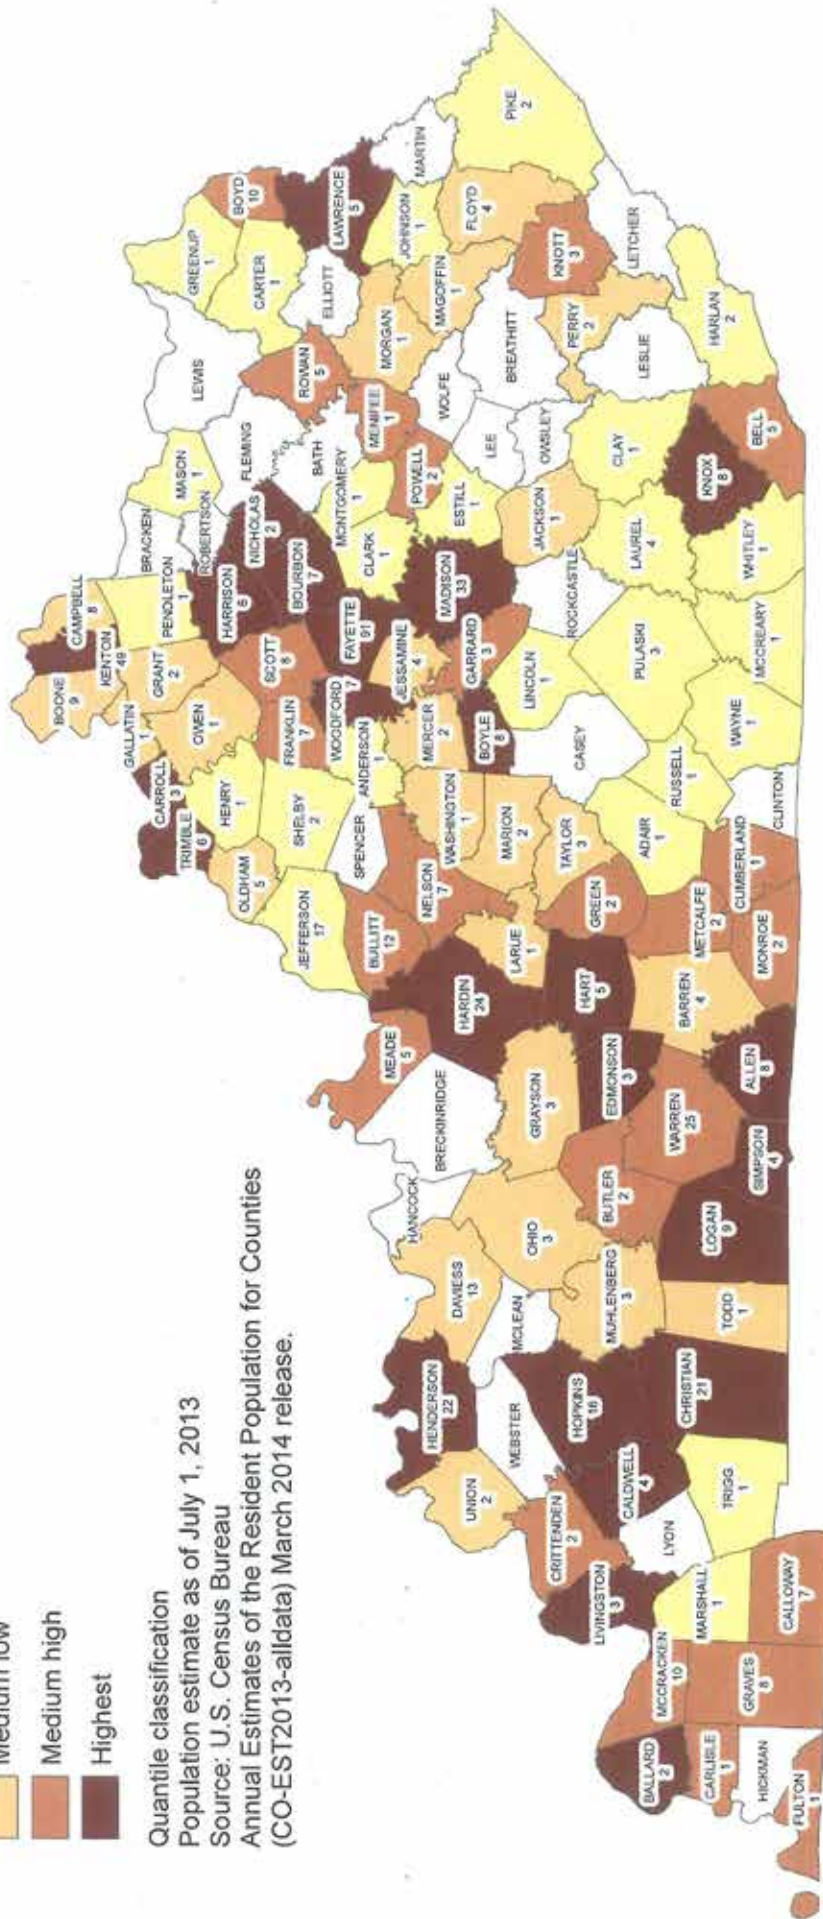 Medium low
Medium high
Highest
Quantile classification
Population estimate as of July 1, 2013
Source: U.S. Census Bureau
Annual Estimates of the Resident Population for Counties
(CO-EST2013-alldata) March 2014 release.
BOONE
9
CAMPBELL
8
KENTON
49
GALLATIN
1
GRANT
2
PENDLETON
1
BRACKEN
ROBERTSON
MASON
1
LEWIS
GREENUP
1
BOYD
10
CARTER
1
LAWRENCE
5
ELLIOTT
ROWAN
5
FLEMING
NICHOLAS
2
HARRISON
6
OWEN
1
CARROLL
3
TRIMBLE
6
HENRY
1
OLDHAM
5
SHELBY
2
FRANKLIN
7
SCOTT
8
BOURBON
7
BATH
MONTGOMERY
1
MENIFEE
1
MORGAN
1
JOHNSON
1
MARTIN
MAGOFFIN
1
FLOYD
4
PIKE
2
WOLFE
POWELL
2
CLARK
1
FAYETTE
91
WOODFORD
7
ANDERSON
1
SPENCER
JEFFERSON
17
BULLITT
12
NELSON
7
WASHINGTON
1
MERCER
2
JESSAMINE
4
MADISON
33
ESTILL
1
LEE
BREATHITT
KNOTT
3
PERRY
2
LETCHER
OWSLEY
JACKSON
1
GARRARD
3
BOYLE
8
LINCOLN
1
ROCKCASTLE
MARION
2
LARUE
1
HARDIN
24
MEADE
5
BRECKINRIDGE
HANCOCK
DAVIESS
13
HENDERSON
22
UNION
2
WEBSTER
MCLEAN
OHIO
3
GRAYSON
3
HART
5
GREEN
2
TAYLOR
3
CASEY
PULASKI
3
LAUREL
4
CLAY
1
LESLIE
HARLAN
2
KNOX
8
BELL
5
WHITLEY
1
MCCREARY
1
WAYNE
1
RUSSELL
1
ADAIR
1
CLINTON
CUMBERLAND
1
METCALFE
2
MONROE
2
BARREN
4
EDMONSON
3
ALLEN
8
WARREN
25
SIMPSON
4
BUTLER
2
LOGAN
9
MUHLENBERG
3
TODD
1
HOPKINS
16
CHRISTIAN
21
CALDWELL
4
CRITTENDEN
2
LYON
TRIGG
1
LIVINGSTON
3
MARSHALL
1
CALLOWAY
7
MCCRACKEN
10
GRAVES
8
BALLARD
2
CARLISLE
1
HICKMAN
FULTON
1